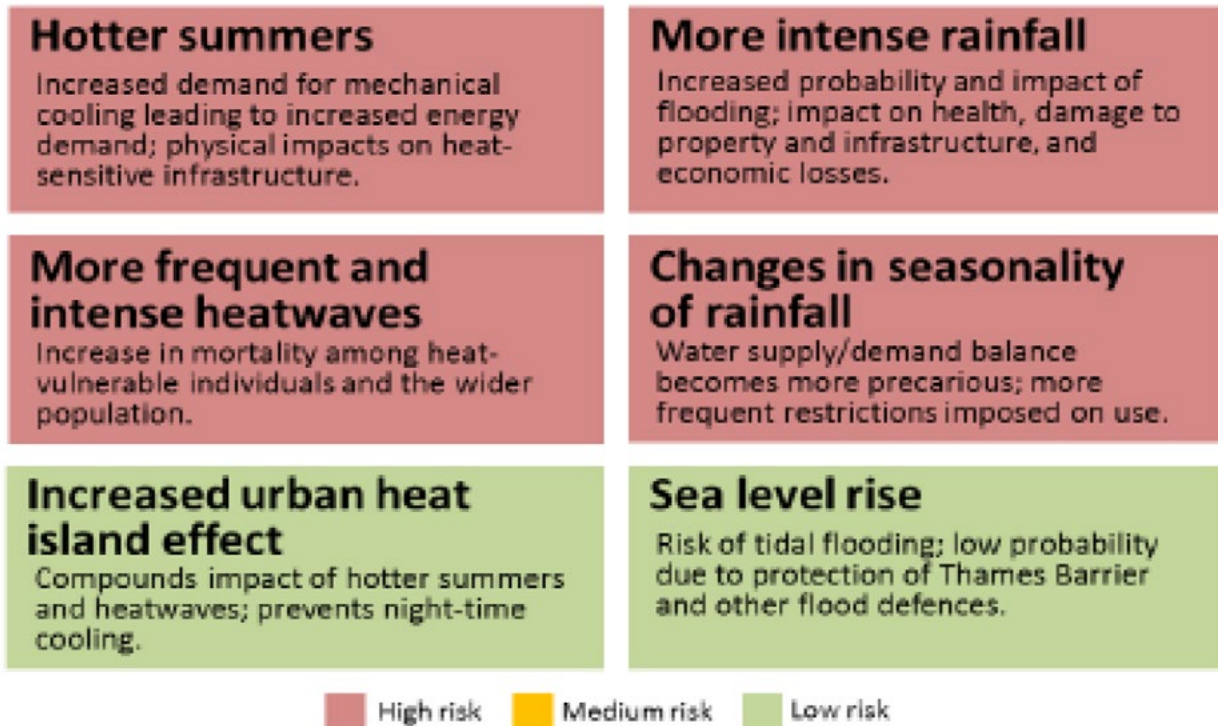 Hotter summers
Increased demand for mechanical
cooling leading to increased energy
demand; physical impacts on heat-
sensitive infrastructure.
More intense rainfall
Increased probability and impact of
flooding; impact on health, damage to
property and infrastructure, and
economic losses.
More frequent and
intense heatwaves
Increase in mortality among heat-
vulnerable individuals and the wider
population.
Changes in seasonality
of rainfall
Water supply/demand balance
becomes more precarious; more
frequent restrictions imposed on use.
Increased urban heat
island effect
Compounds impact of hotter summers
and heatwaves; prevents night-time
cooling.
Sea level rise
Risk of tidal flooding; low probability
due to protection of Thames Barrier
and other flood defences.
High risk
Medium risk
Low risk